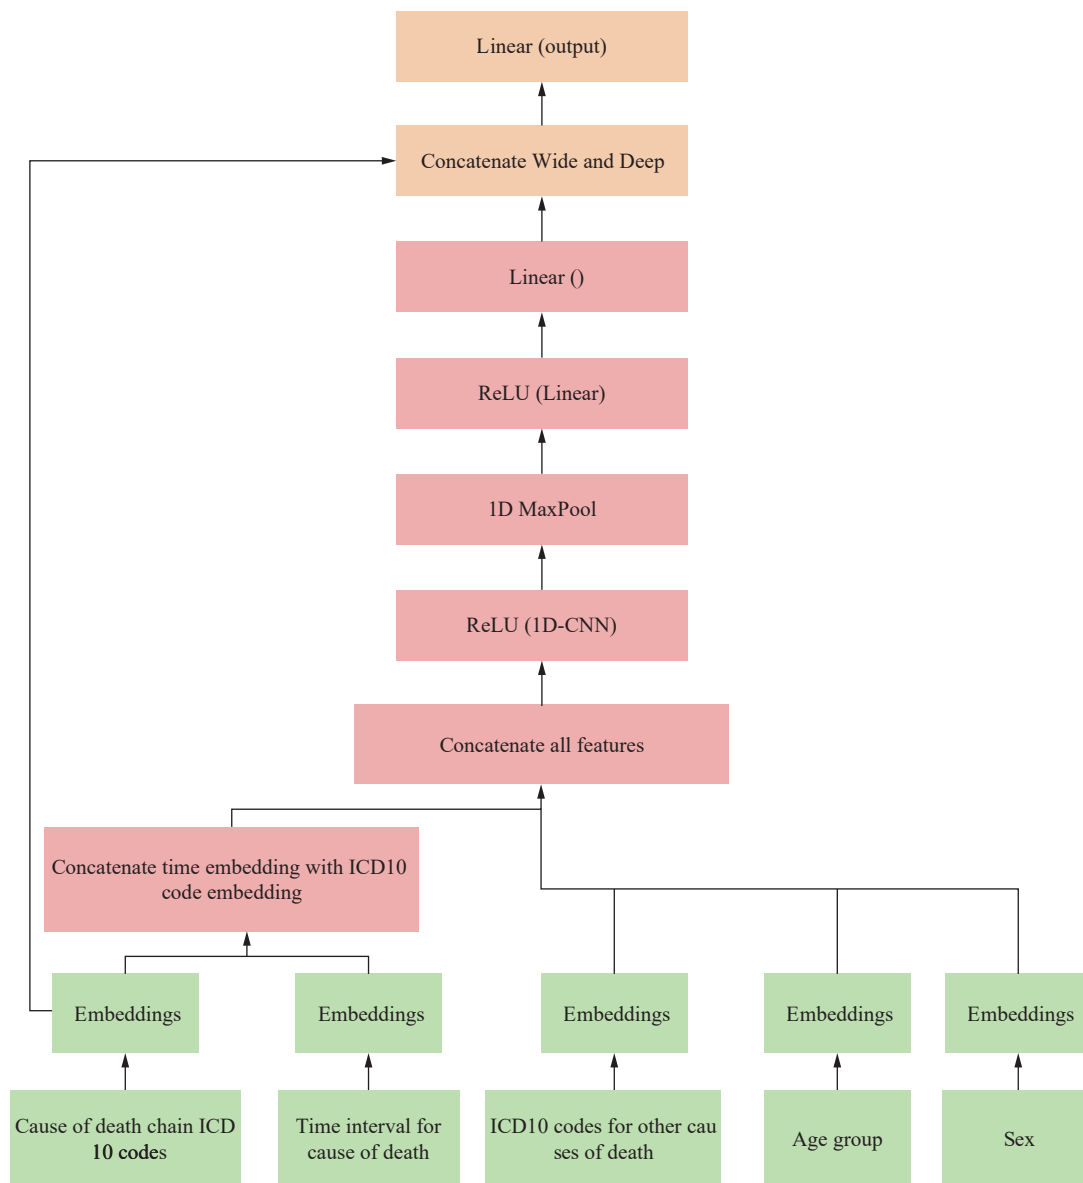 Linear (output)
Concatenate Wide and Deep
Linear ()
ReLU (Linear)
1D MaxPool
ReLU (1D-CNN)
Concatenate all features
Concatenate time embedding with ICD10
code embedding
Embeddings
Embeddings
Embeddings
Embeddings
Embeddings
Cause of death chain ICD
10 codes
Time interval for
cause of death
ICD10 codes for other cau
ses of death
Age group
Sex